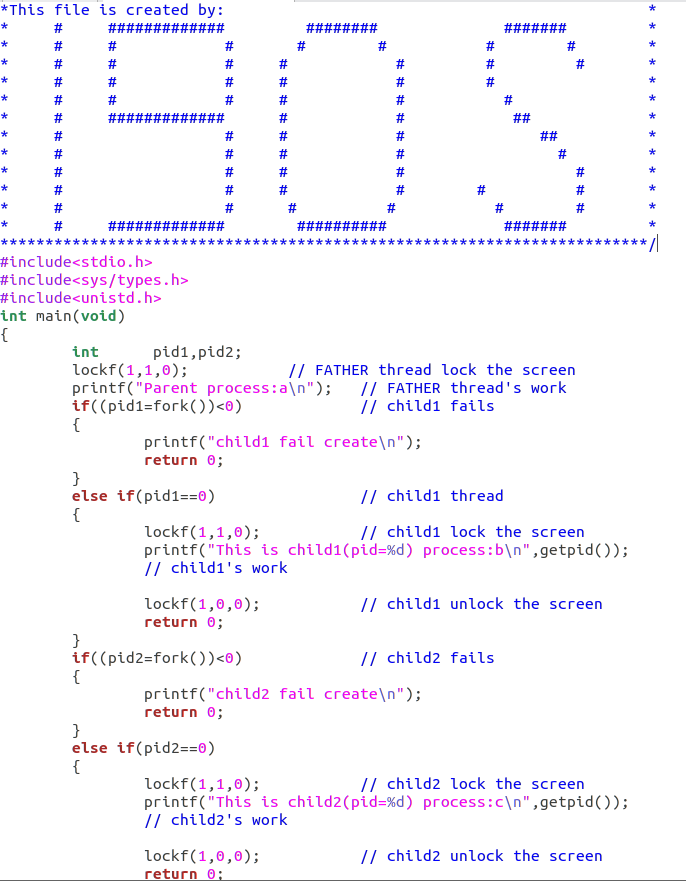 *This file is created by:                                               *
*     #     #############         ########              #######         *
*     #     #            #       #        #           #        #        *
*     #     #            #     #            #         #         #       *
*     #     #            #     #            #         #                 *
*     #     #            #     #            #           #               *
*     #     #############      #            #            ##             *
*     #                  #     #            #               ##          *
*     #                  #     #            #                 #         *
*     #                  #     #            #                   #       *
*     #                  #     #            #        #          #       *
*     #                  #      #          #           #        #       *
*     #     #############        ##########             #######         *
************************************************************************/
#include<stdio.h>
#include<sys/types.h>
#include<unistd.h>
int main(void)
{
        int      pid1,pid2;
        lockf(1,1,0);           // FATHER thread lock the screen
        printf("Parent process:a\n");   // FATHER thread's work
        if((pid1=fork())<0)             // child1 fails
        {
                printf("child1 fail create\n");
                return 0;
        }
        else if(pid1==0)                // child1 thread
        {
                lockf(1,1,0);           // child1 lock the screen
                printf("This is child1(pid=%d) process:b\n",getpid());
                // child1's work

                lockf(1,0,0);           // child1 unlock the screen
                return 0;
        }
        if((pid2=fork())<0)             // child2 fails
        {
                printf("child2 fail create\n");
                return 0;
        }
        else if(pid2==0)
        {
                lockf(1,1,0);           // child2 lock the screen
                printf("This is child2(pid=%d) process:c\n",getpid());
                // child2's work

                lockf(1,0,0);           // child2 unlock the screen
                return 0;